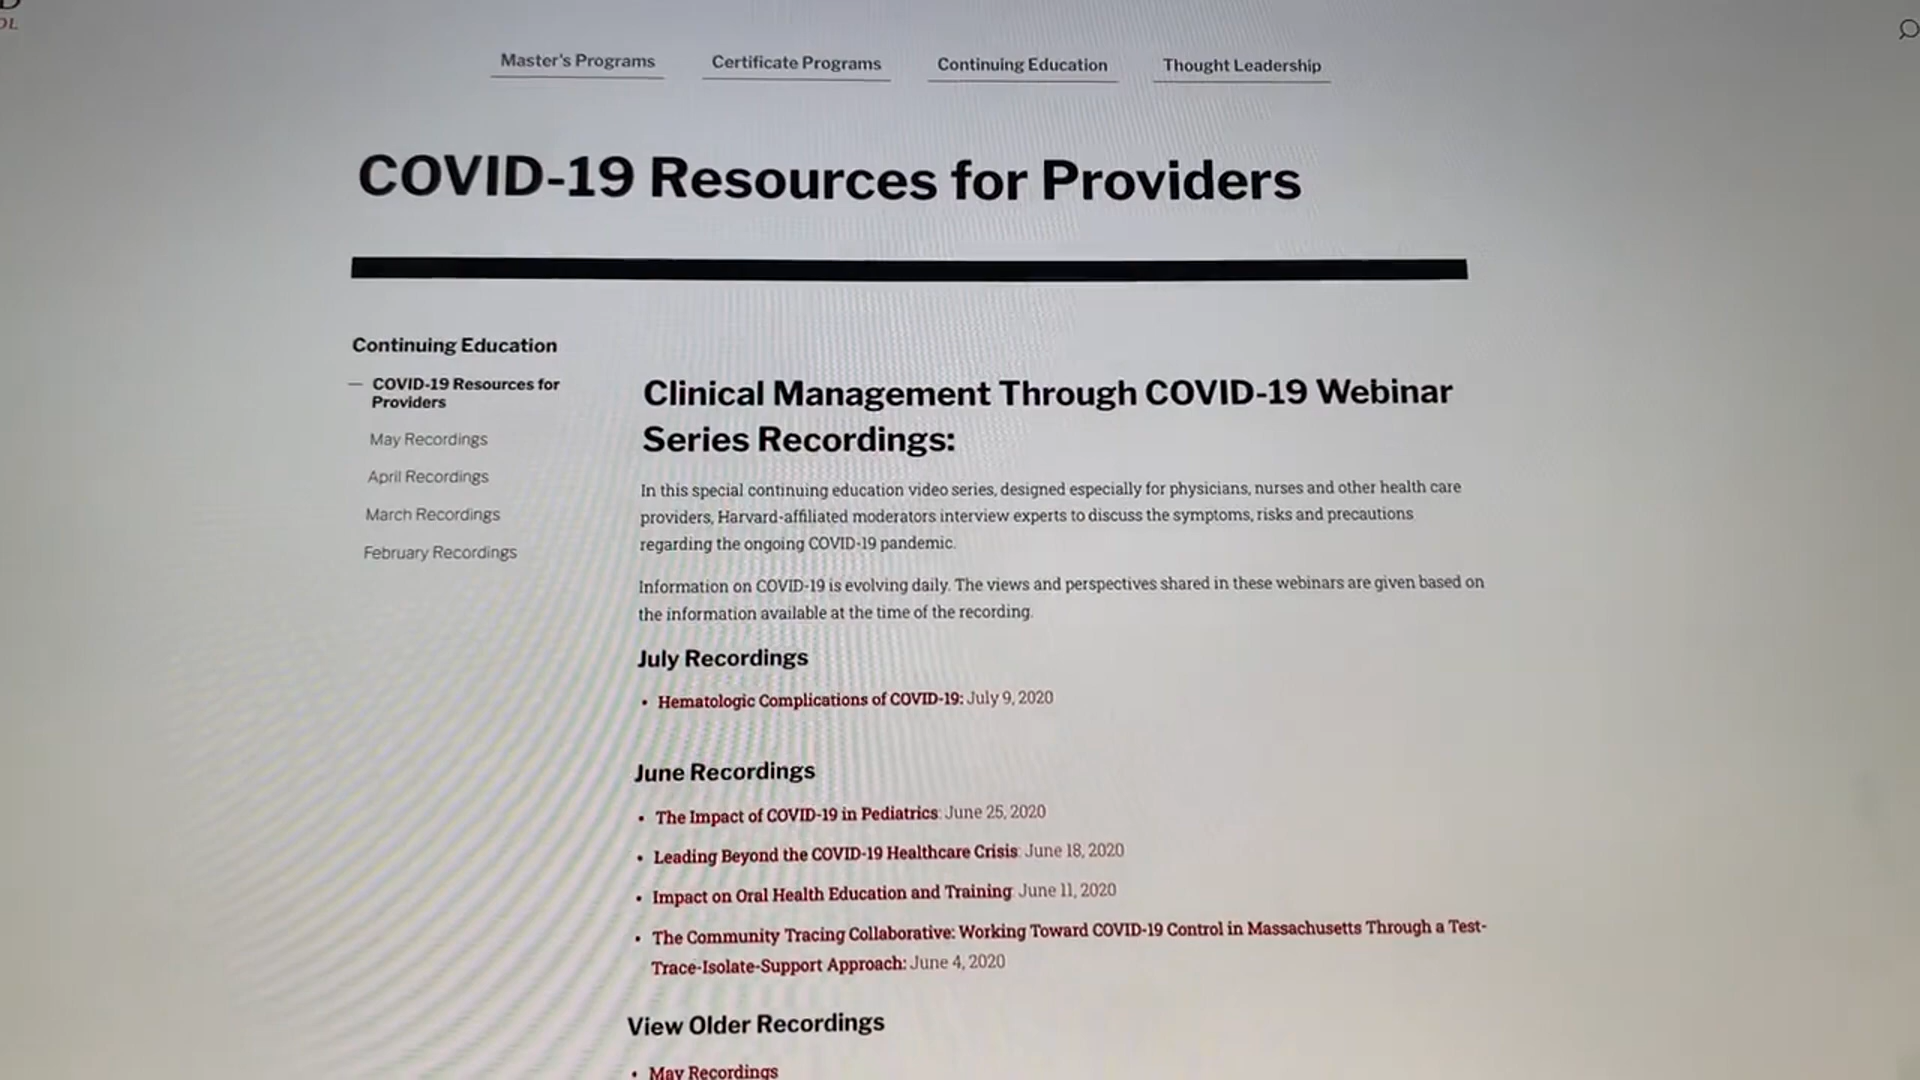 OL
Master's Programs Certificate Programs Continuing Education Thought Leadership
COVID-19 Resources for Providers
Continuing Education
— COVID-19 Resources for
Providers
May Recordings
April Recordings
March Recordings
February Recordings
Clinical Management Through COVID-19 Webinar
Series Recordings:
In this special continuing education video series, designed especially for physicians, nurses and other health care
providers, Harvard-affiliated moderators interview experts to discuss the symptoms, risks and precautions
regarding the ongoing COVID-19 pandemic.
Information on COVID-19 is evolving daily. The views and perspectives shared in these webinars are given based on
the information available at the time of the recording.
July Recordings
• Hematologic Complications of COVID-19: July 9, 2020
June Recordings
• The Impact of COVID-19 in Pediatrics: June 25, 2020
• Leading Beyond the COVID-19 Healthcare Crisis: June 18, 2020
• Impact on Oral Health Education and Training: June 11, 2020
• The Community Tracing Collaborative: Working Toward COVID-19 Control in Massachusetts Through a Test-
Trace-Isolate-Support Approach: June 4, 2020
View Older Recordings
• May Recordings